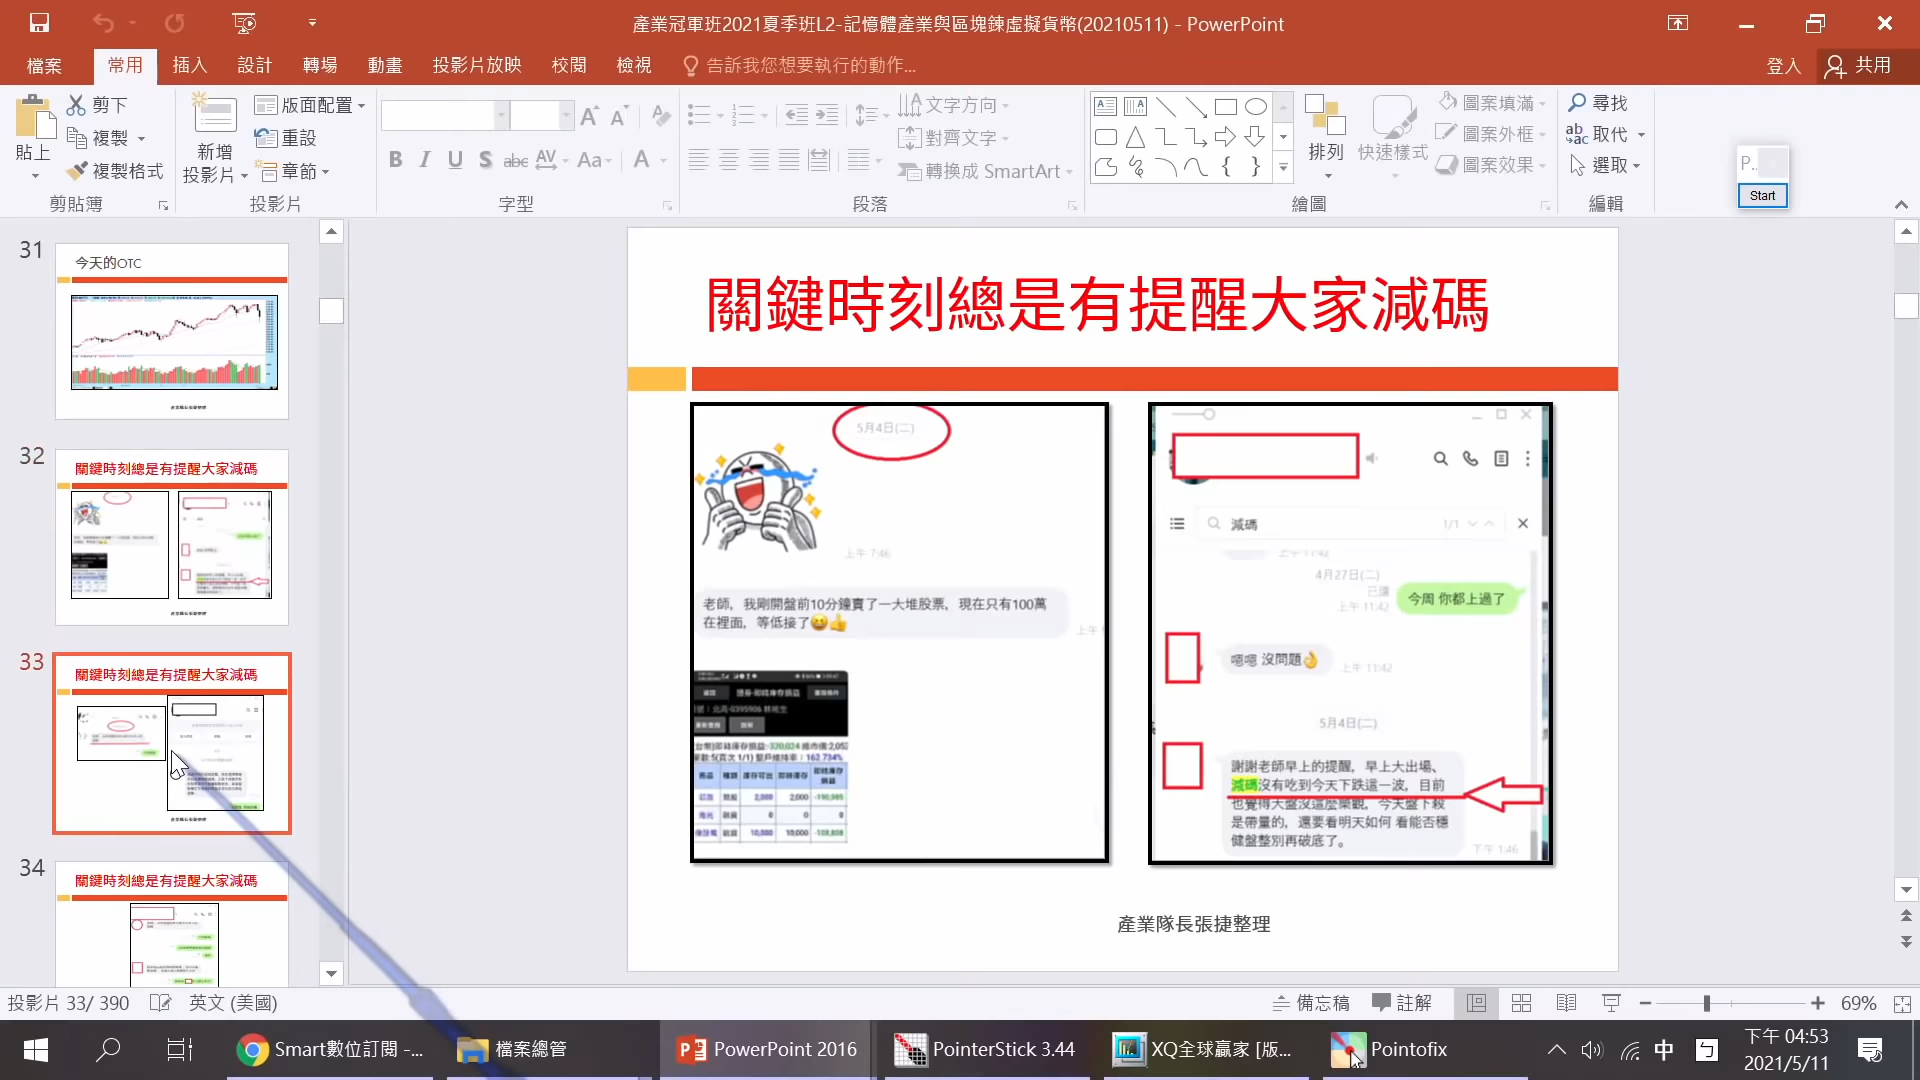 產業冠軍班2021夏季班L2-記憶體產業與區塊鍊虛擬貨幣(20210511) - PowerPoint
檔案 常用 插入 設計 轉場 動畫 投影片放映 校閱 檢視 告訴我您想要執行的動作...
登入 共用
貼上 剪下 複製 複製格式 剪貼簿
新增投影片 版面配置 重設 章節 投影片
字型
文字方向 對齊文字 轉換成 SmartArt 段落
排列 快速樣式 圖案填滿 圖案外框 圖案效果 繪圖
尋找 取代 選取 編輯
P..
Start
31
今天的OTC
32
關鍵時刻總是有提醒大家減碼
33
關鍵時刻總是有提醒大家減碼
34
關鍵時刻總是有提醒大家減碼
關鍵時刻總是有提醒大家減碼
5月4日(二)
上午 7:46
老師，我剛開盤前10分鐘賣了一大堆股票，現在只有100萬
在裡面，等低接了
減碼
1/1
4月27日(二)
已讀
上午 11:42
今周 你都上過了
嗯嗯 沒問題
上午 11:42
5月4日(二)
謝謝老師早上的提醒，早上大出場、
減碼沒有吃到今天下跌這一波，目前
也覺得大盤沒這麼樂觀，今天盤下殺
是帶量的，還要看明天如何 看能否穩
健盤整別再破底了。
下午 1:46
產業隊長張捷整理
投影片 33/ 390 英文 (美國)
備忘稿 註解 69%
Smart數位訂閱 -... 檔案總管 PowerPoint 2016 PointerStick 3.44 XQ全球贏家 [版... Pointofix
中 ㄅ
下午 04:53
2021/5/11